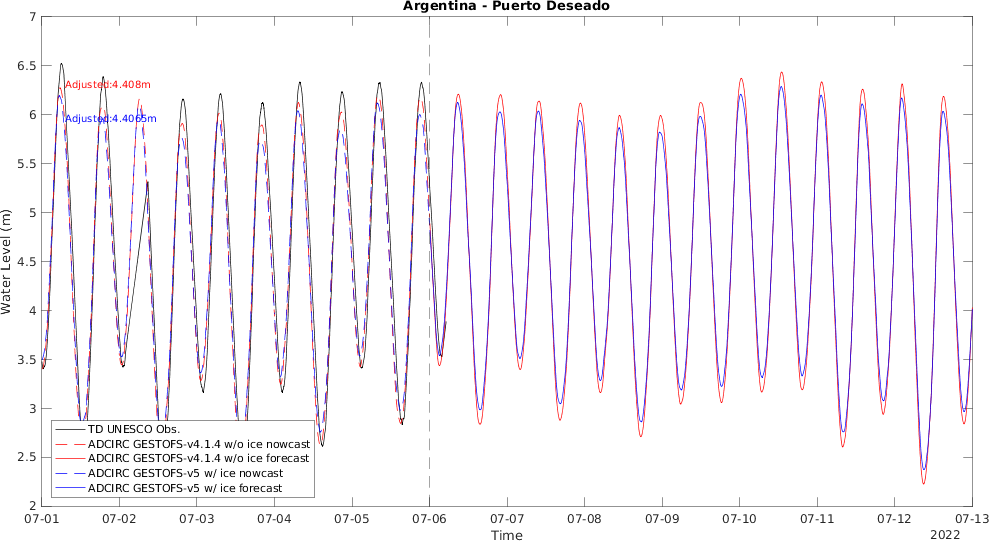 Argentina - Puerto Deseado
7
6.5
6
5.5
5
4.5
4
3.5
3
2.5
2
Water Level (m)
Adjusted:4.408m
Adjusted:4.4065m
TD UNESCO Obs.
ADCIRC GESTOFS-v4.1.4 w/o ice nowcast
ADCIRC GESTOFS-v4.1.4 w/o ice forecast
ADCIRC GESTOFS-v5 w/ ice nowcast
ADCIRC GESTOFS-v5 w/ ice forecast
07-01 07-02 07-03 07-04 07-05 07-06 07-07 07-08 07-09 07-10 07-11 07-12 07-13
Time
2022